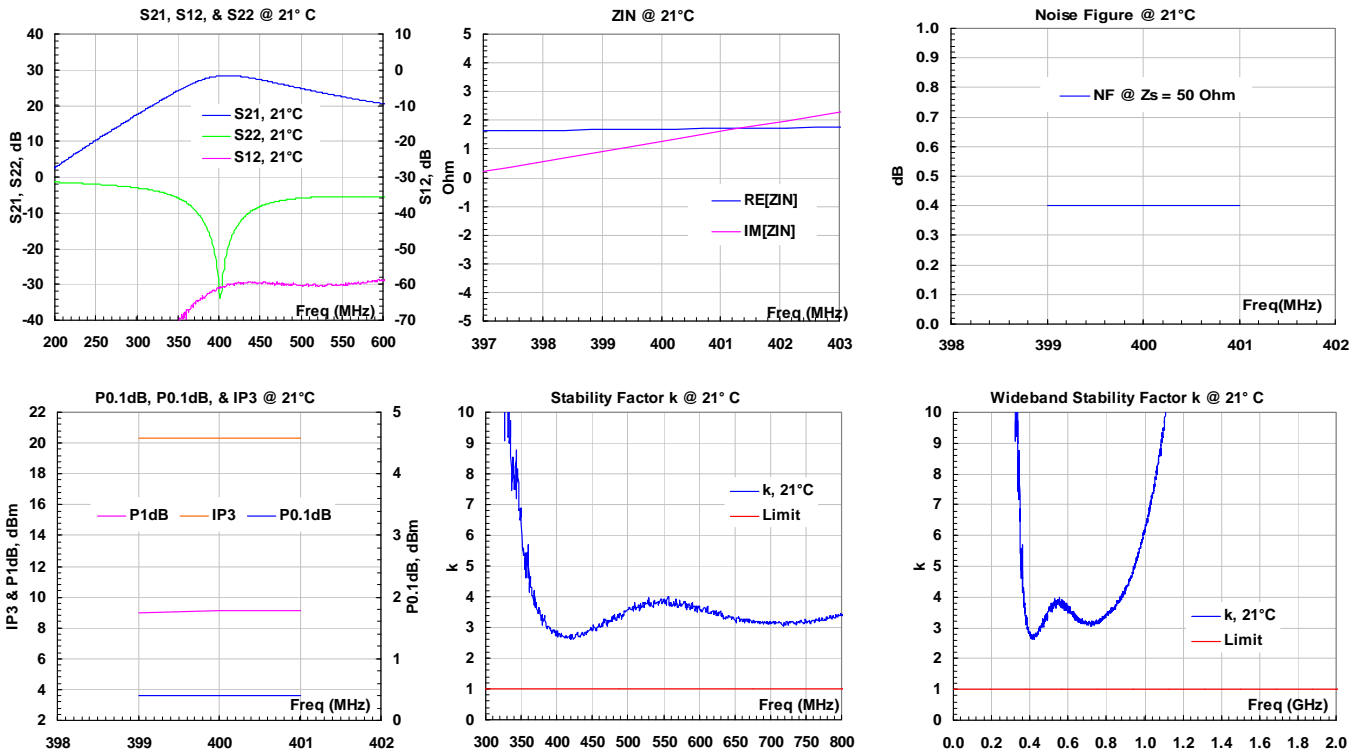 S21, S12, & S22 @ 21° C
40
30
20
10
0
-10
-20
-30
-40
S21, S22, dB
10
0
-10
-20
-30
-40
-50
-60
-70
S12, dB
S21, 21°C
S22, 21°C
S12, 21°C
Freq (MHz)
200 250 300 350 400 450 500 550 600
ZIN @ 21°C
5
4
3
2
1
0
-1
-2
-3
-4
-5
Ohm
RE[ZIN]
IM[ZIN]
Freq (MHz)
397 398 399 400 401 402 403
Noise Figure @ 21°C
1.0
0.9
0.8
0.7
0.6
0.5
0.4
0.3
0.2
0.1
0.0
dB
NF @ Zs = 50 Ohm
Freq(MHz)
398 399 400 401 402
P0.1dB, P0.1dB, & IP3 @ 21°C
22
20
18
16
14
12
10
8
6
4
2
IP3 & P1dB, dBm
5
4
3
2
1
0
P0.1dB, dBm
P1dB IP3 P0.1dB
Freq (MHz)
398 399 400 401 402
Stability Factor k @ 21° C
10
9
8
7
6
5
4
3
2
1
0
k
k, 21°C
Limit
Freq (MHz)
300 350 400 450 500 550 600 650 700 750 800
Wideband Stability Factor k @ 21° C
10
9
8
7
6
5
4
3
2
1
0
k
k, 21°C
Limit
Freq (GHz)
0.0 0.2 0.4 0.6 0.8 1.0 1.2 1.4 1.6 1.8 2.0